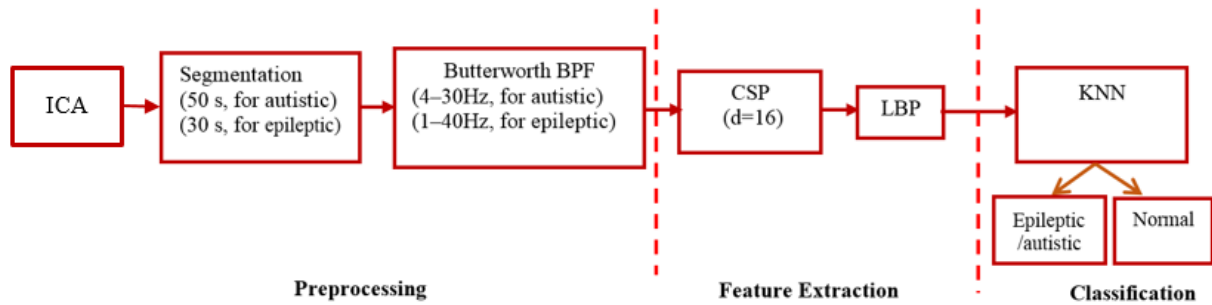 ICA
Segmentation
(50 s, for autistic)
(30 s, for epileptic)
Butterworth BPF
(4–30Hz, for autistic)
(1–40Hz, for epileptic)
CSP
(d=16)
LBP
KNN
Epileptic
/autistic
Normal
Preprocessing
Feature Extraction
Classification